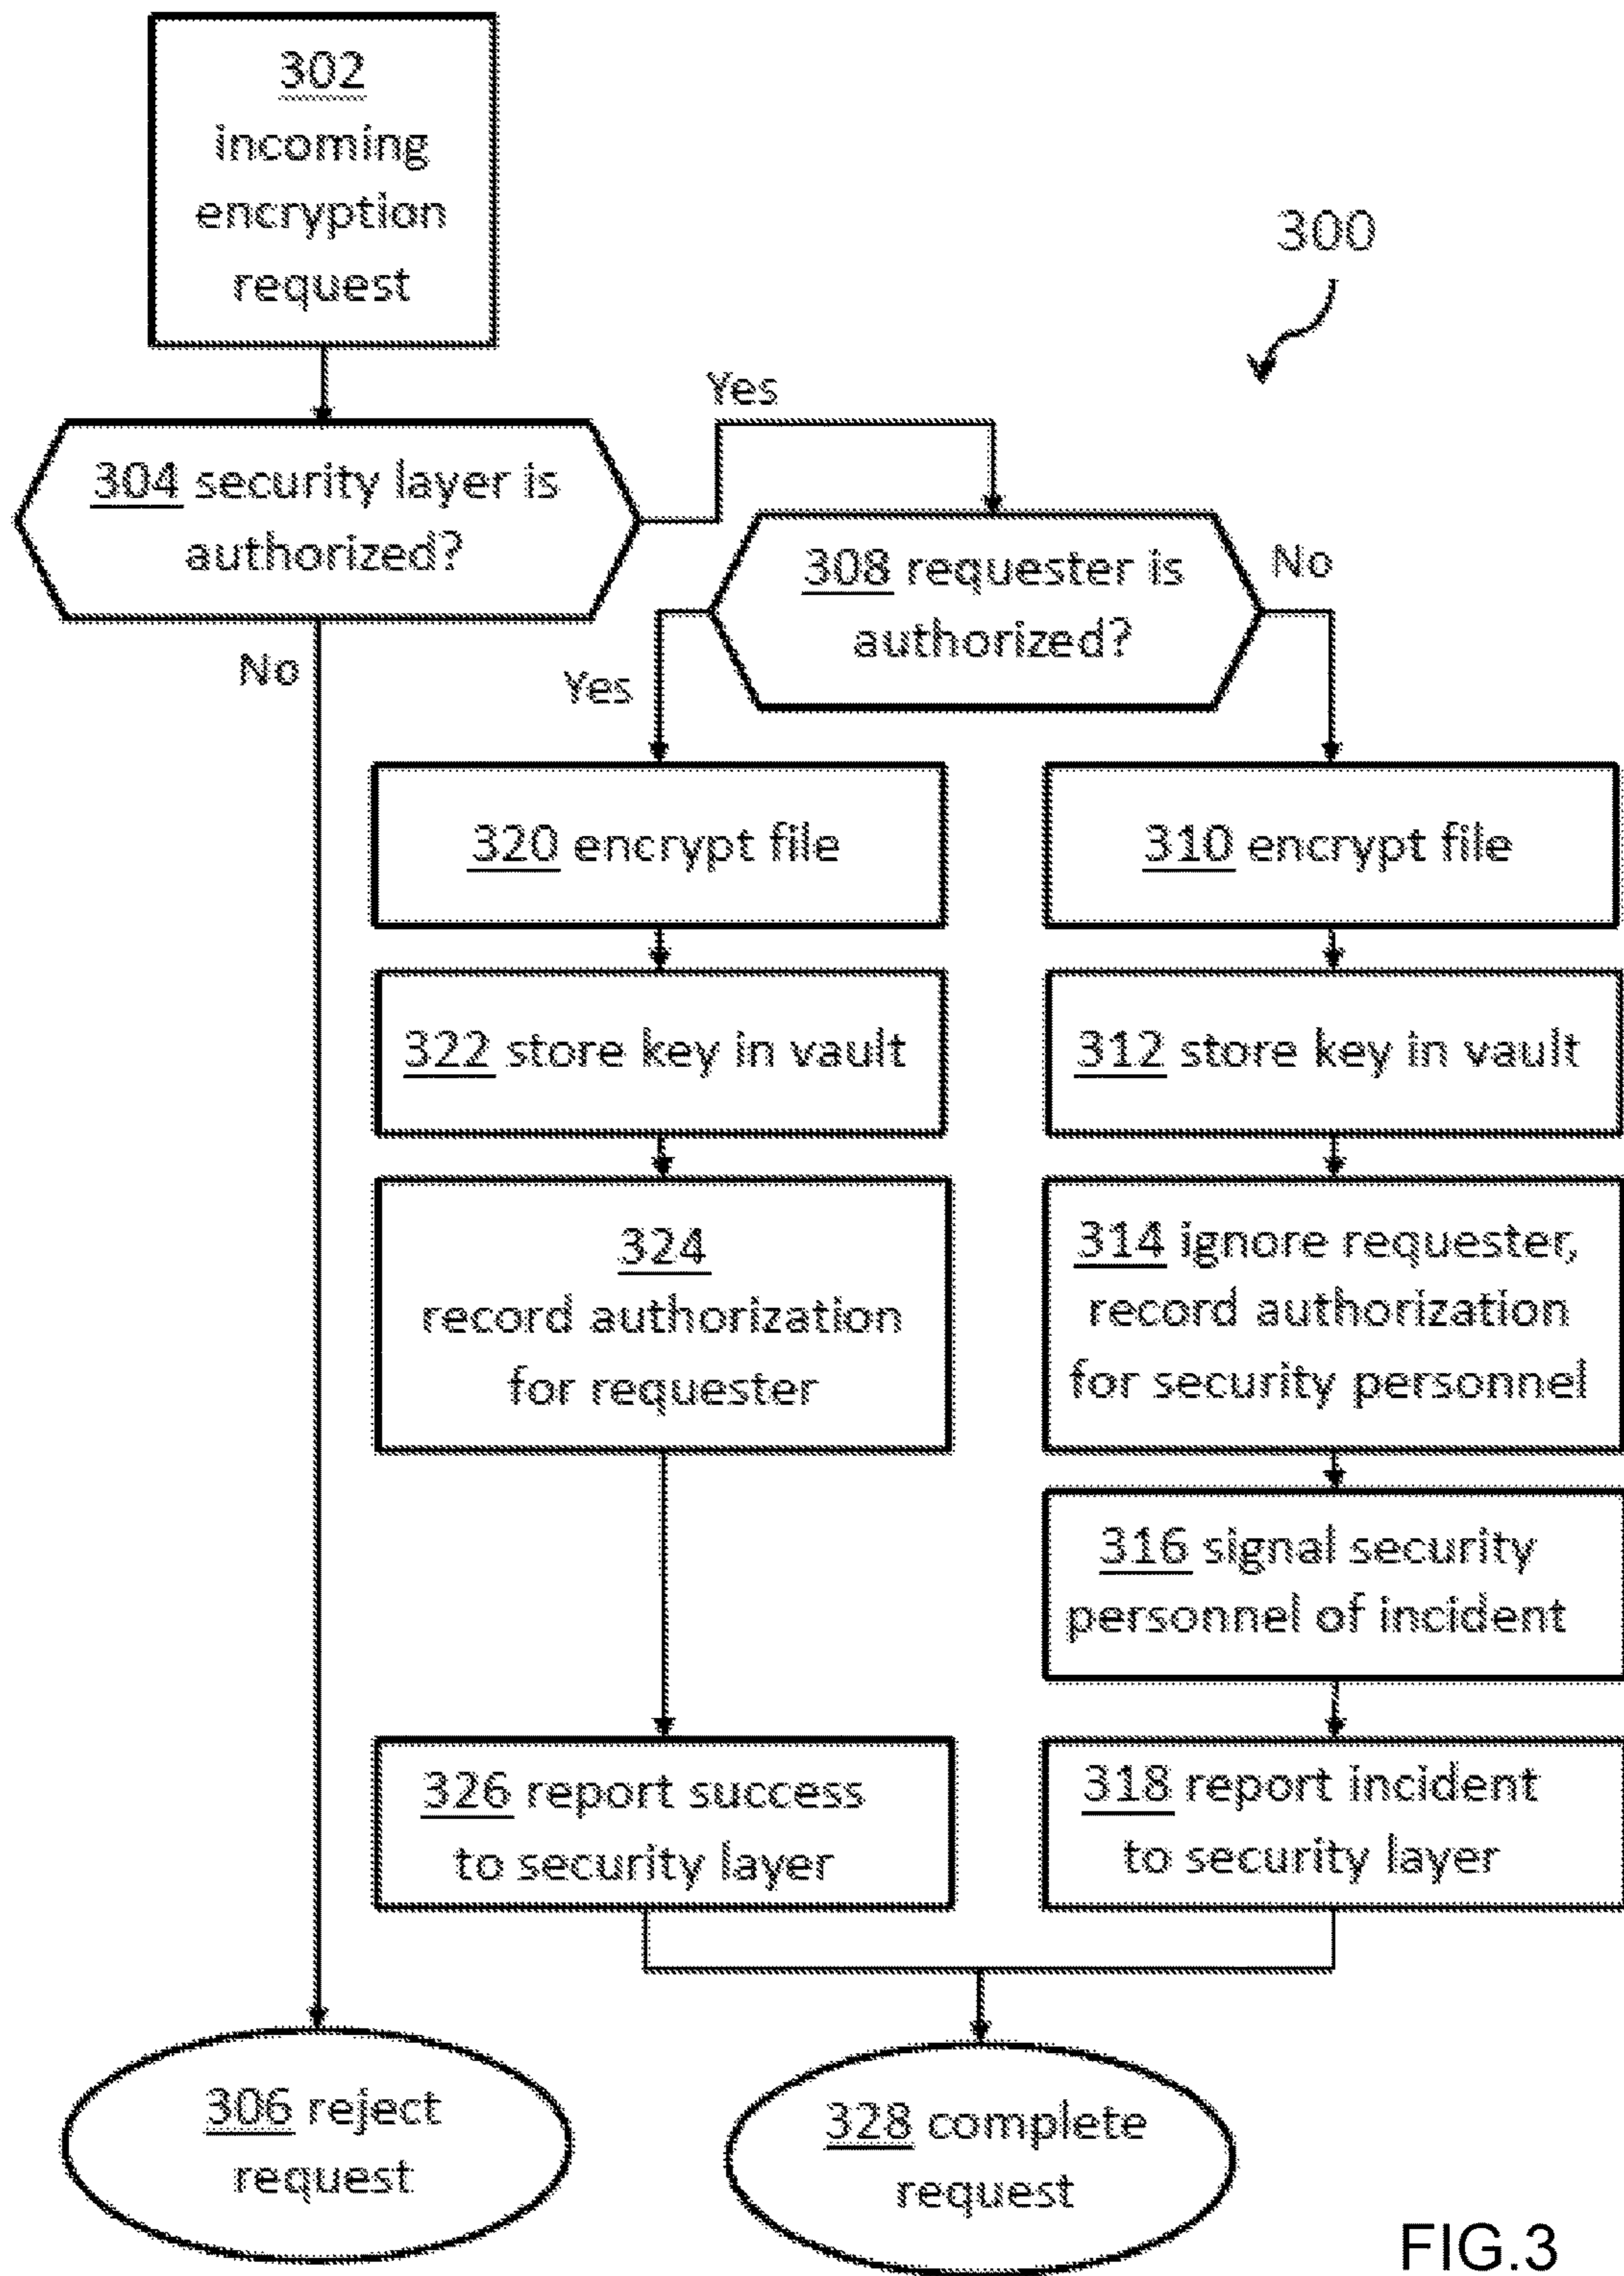 302
incoming
encryption
request
300
Yes
304 security layer is
authorized?
308 requester is
authorized?
No
No
Yes
320 encrypt file
310 encrypt file
322 store key in vault
312 store key in vault
324
record authorization
for requester
314 ignore requester,
record authorization
for security personnel
316 signal security
personnel of incident
326 report success
to security layer
318 report incident
to security layer
306 reject
request
328 complete
request
FIG.3